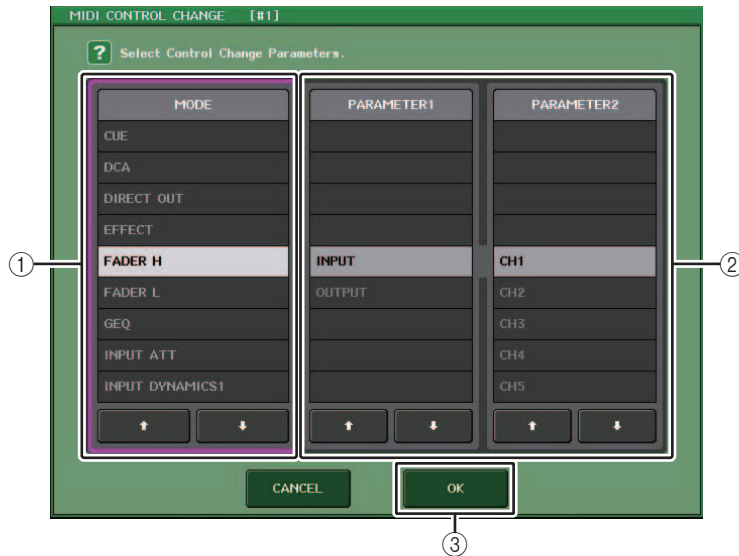 MIDI CONTROL CHANGE [#1]
? Select Control Change Parameters.
MODE PARAMETER1 PARAMETER2
CUE
DCA
DIRECT OUT
EFFECT
① FADER H INPUT CH1 ②
FADER L OUTPUT CH2
GEQ CH3
INPUT ATT CH4
INPUT DYNAMICS1 CH5
CANCEL OK
③